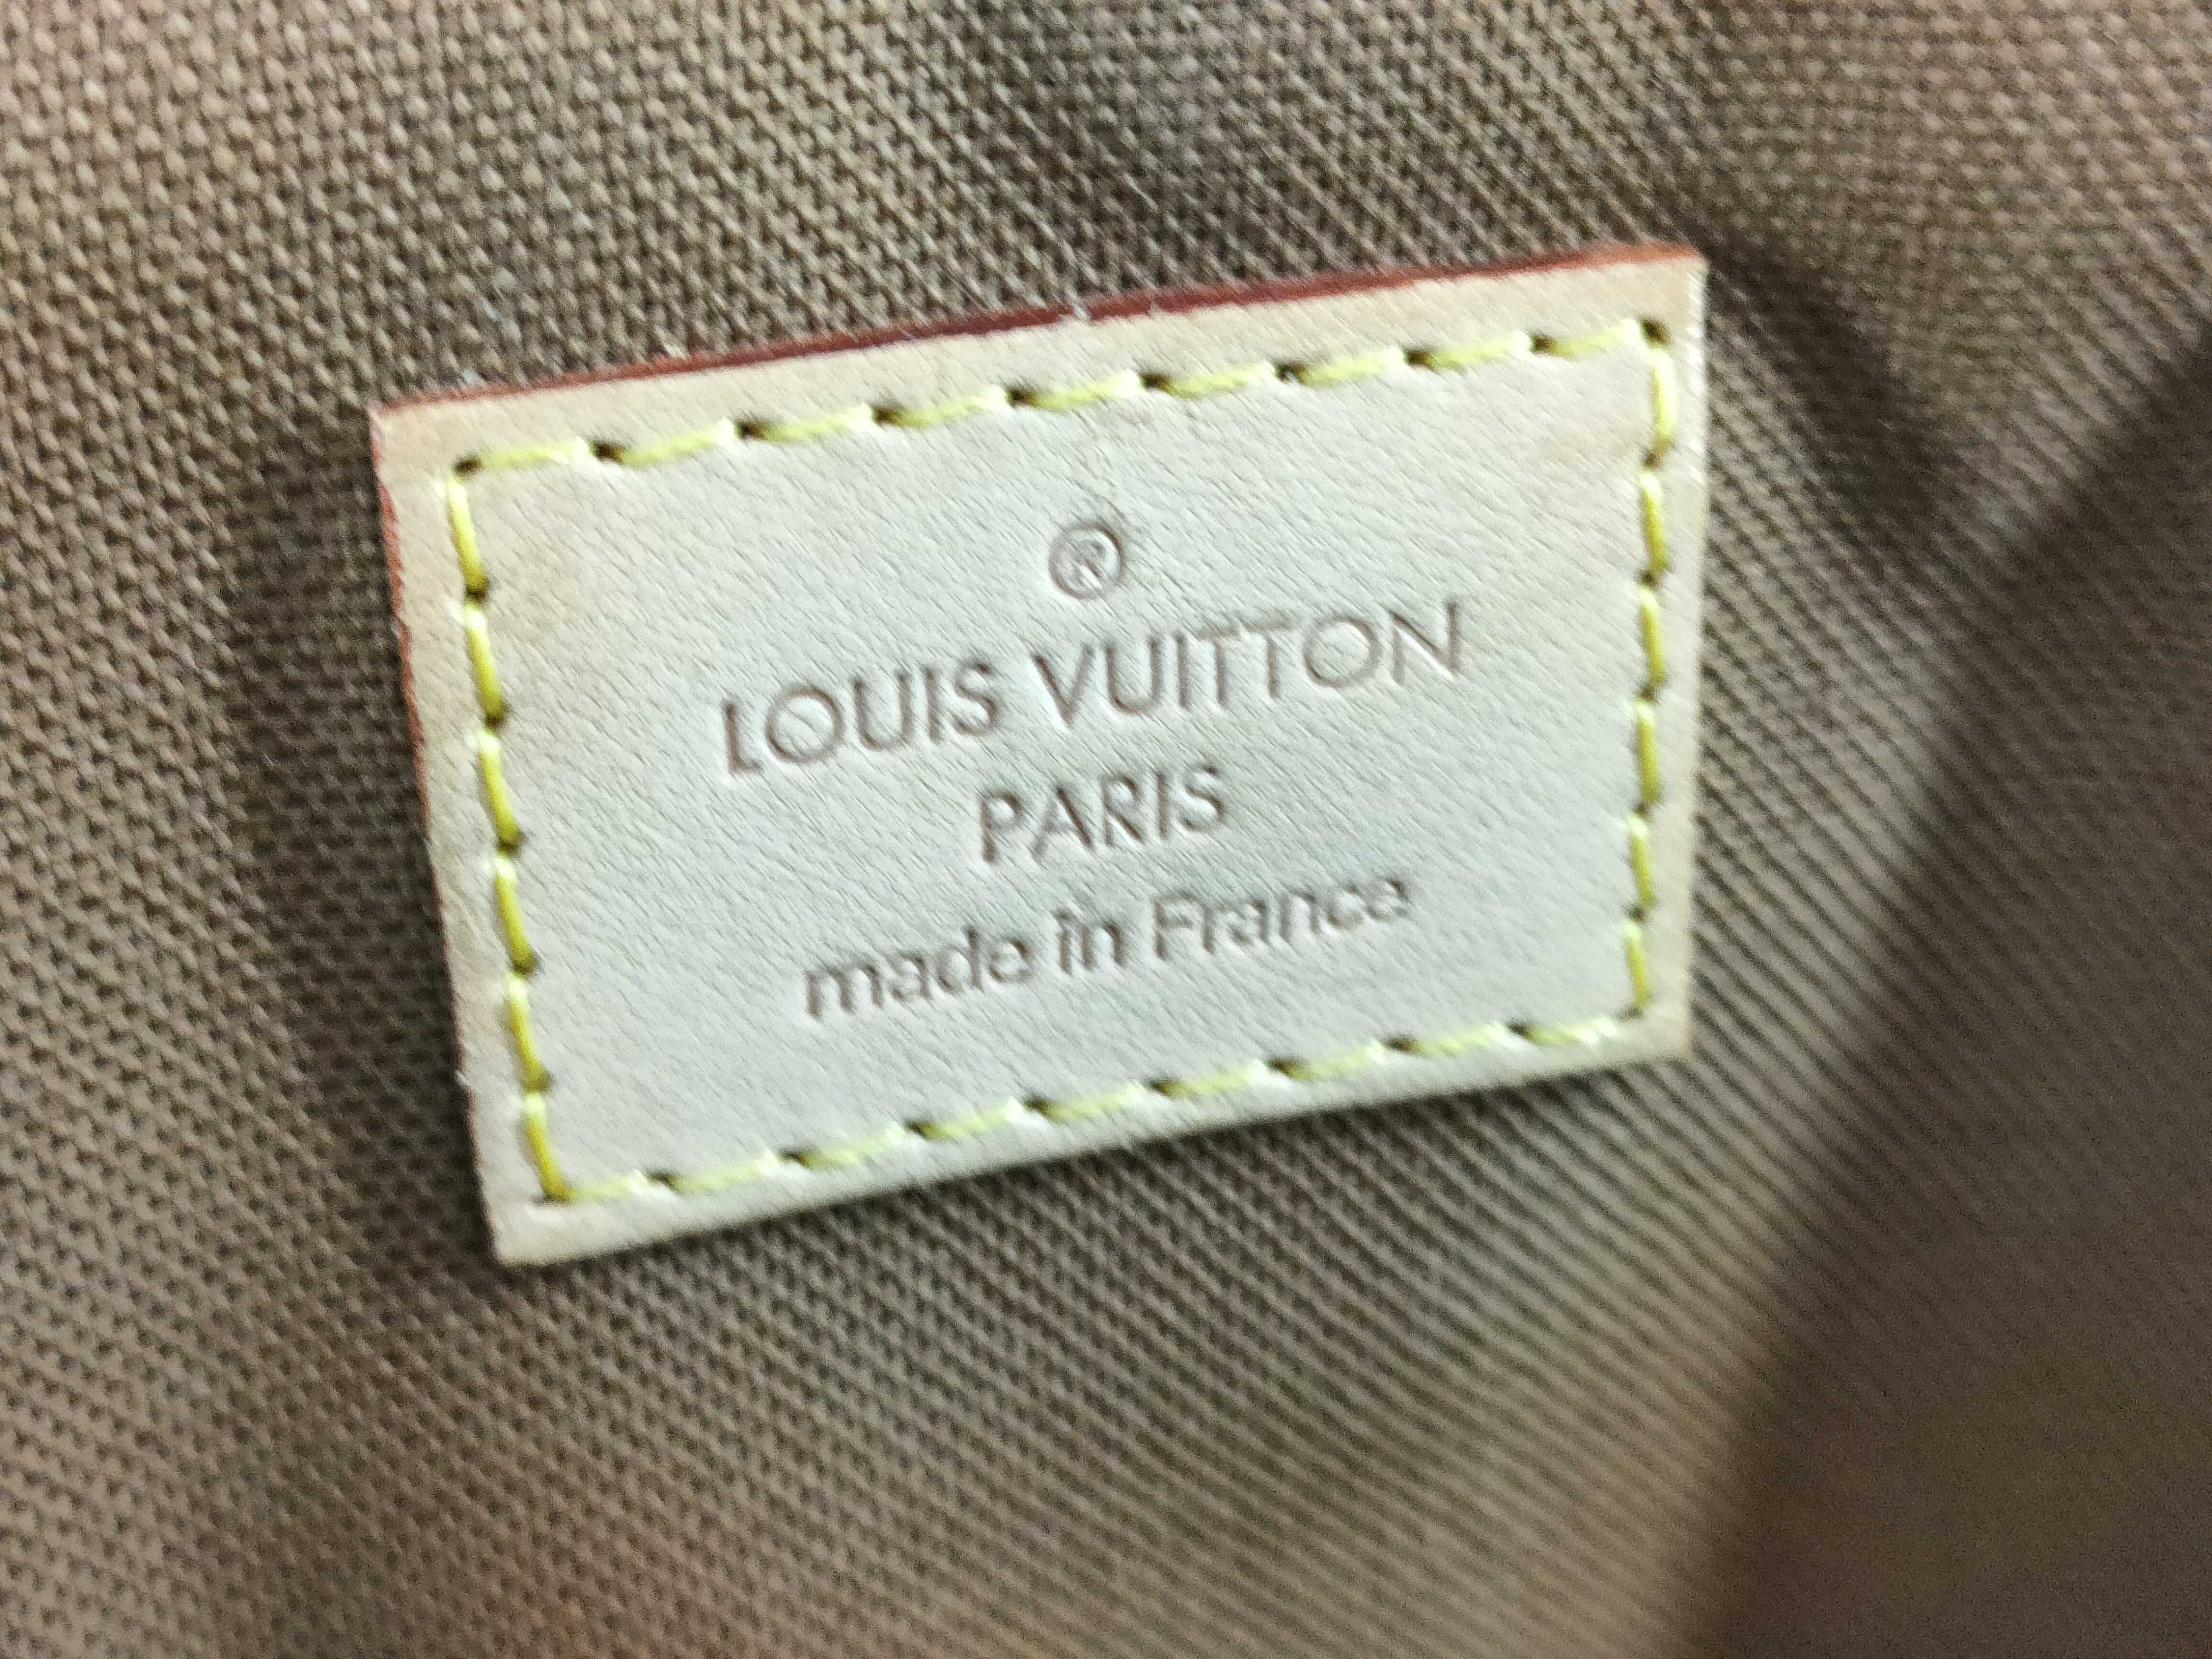 ®
LOUIS VUITTON
PARIS
made in France